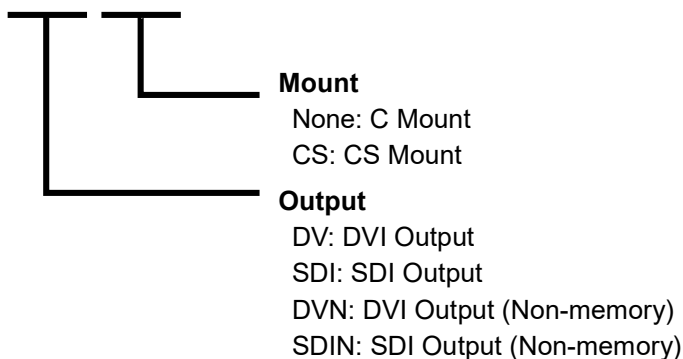 Mount
None: C Mount
CS: CS Mount
Output
DV: DVI Output
SDI: SDI Output
DVN: DVI Output (Non-memory)
SDIN: SDI Output (Non-memory)